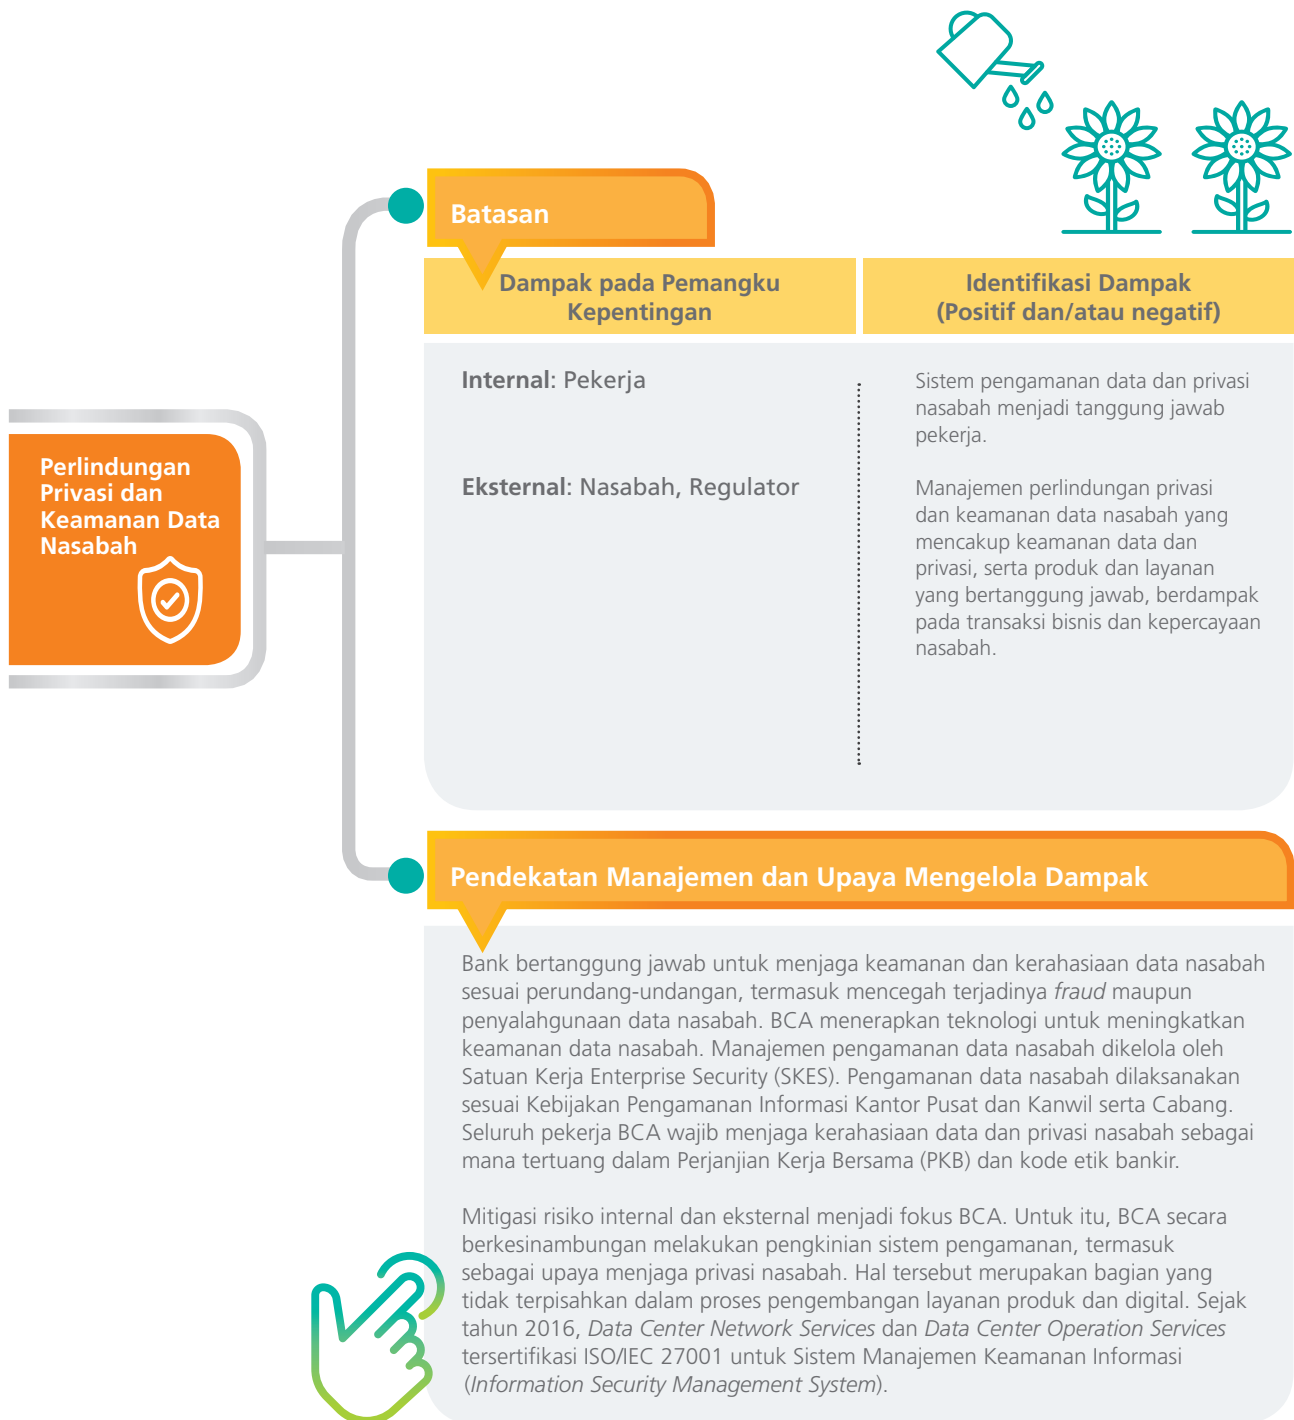 Perlindungan
Privasi dan
Keamanan Data
Nasabah
Batasan
Dampak pada Pemangku
Kepentingan
Identifikasi Dampak
(Positif dan/atau negatif)
Internal: Pekerja
Sistem pengamanan data dan privasi
nasabah menjadi tanggung jawab
pekerja.
Eksternal: Nasabah, Regulator
Manajemen perlindungan privasi
dan keamanan data nasabah yang
mencakup keamanan data dan
privasi, serta produk dan layanan
yang bertanggung jawab, berdampak
pada transaksi bisnis dan kepercayaan
nasabah.
Pendekatan Manajemen dan Upaya Mengelola Dampak
Bank bertanggung jawab untuk menjaga keamanan dan kerahasiaan data nasabah
sesuai perundang-undangan, termasuk mencegah terjadinya fraud maupun
penyalahgunaan data nasabah. BCA menerapkan teknologi untuk meningkatkan
keamanan data nasabah. Manajemen pengamanan data nasabah dikelola oleh
Satuan Kerja Enterprise Security (SKES). Pengamanan data nasabah dilaksanakan
sesuai Kebijakan Pengamanan Informasi Kantor Pusat dan Kanwil serta Cabang.
Seluruh pekerja BCA wajib menjaga kerahasiaan data dan privasi nasabah sebagai
mana tertuang dalam Perjanjian Kerja Bersama (PKB) dan kode etik bankir.
Mitigasi risiko internal dan eksternal menjadi fokus BCA. Untuk itu, BCA secara
berkesinambungan melakukan pengkinian sistem pengamanan, termasuk
sebagai upaya menjaga privasi nasabah. Hal tersebut merupakan bagian yang
tidak terpisahkan dalam proses pengembangan layanan produk dan digital. Sejak
tahun 2016, Data Center Network Services dan Data Center Operation Services
tersertifikasi ISO/IEC 27001 untuk Sistem Manajemen Keamanan Informasi
(Information Security Management System).